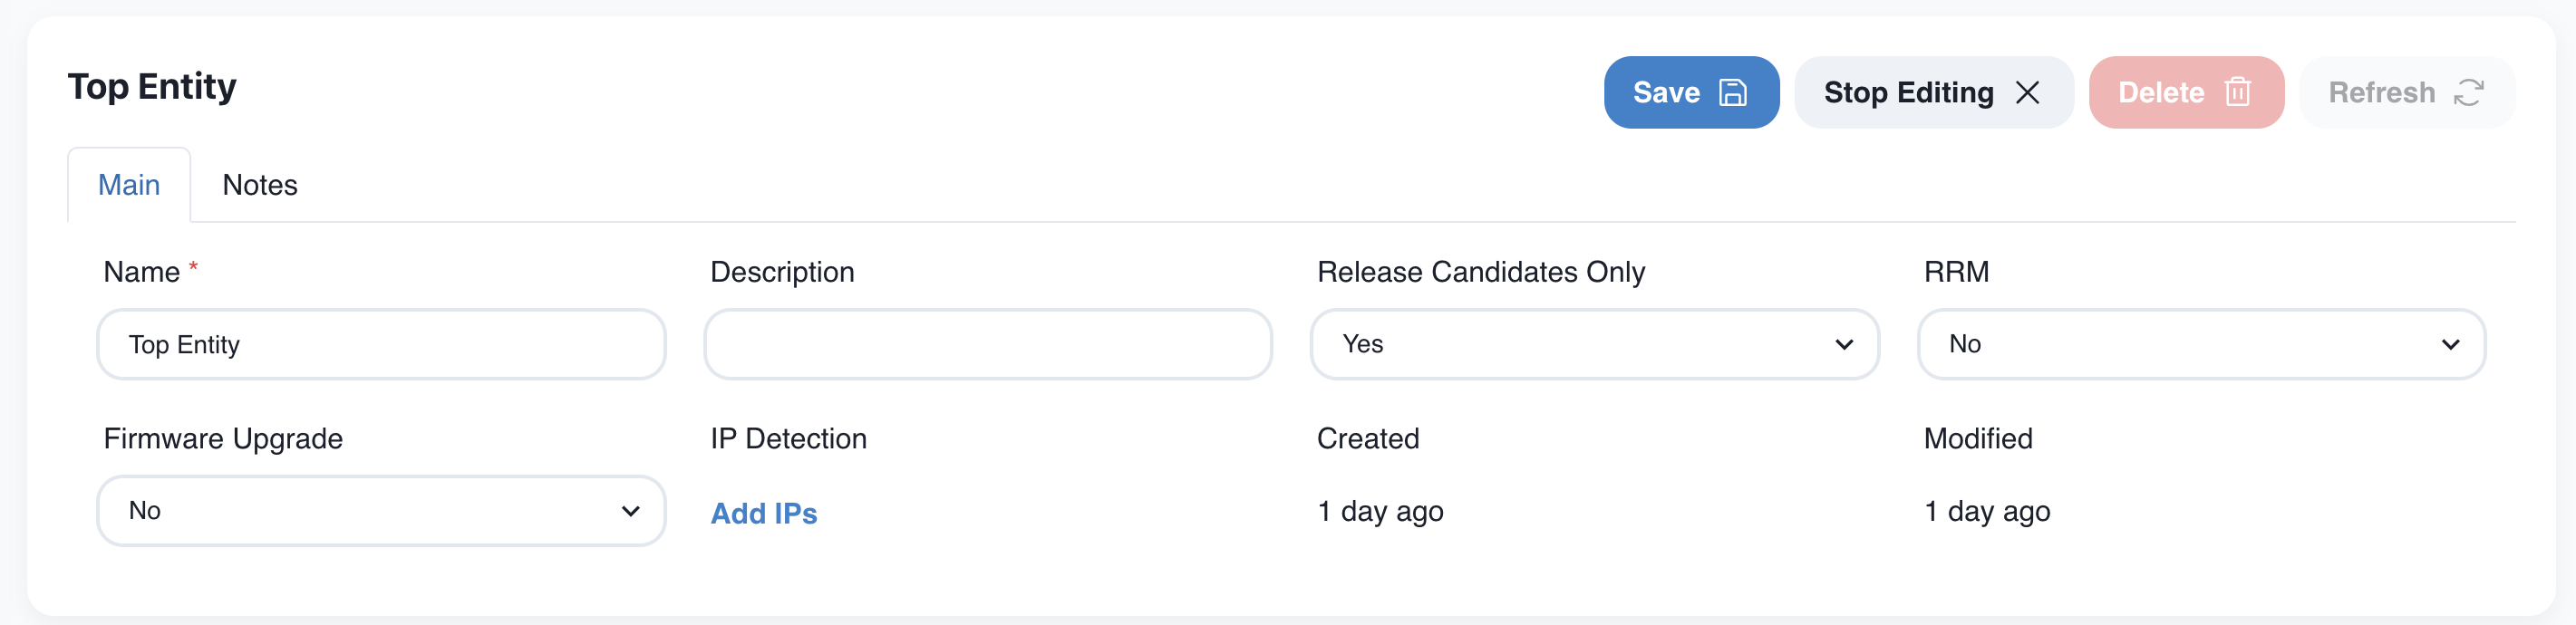 Top Entity
Save
Stop Editing
Delete
Refresh
Main
Notes
Name *
Description
Release Candidates Only
RRM
Top Entity
Yes
No
Firmware Upgrade
IP Detection
Created
Modified
No
Add IPs
1 day ago
1 day ago